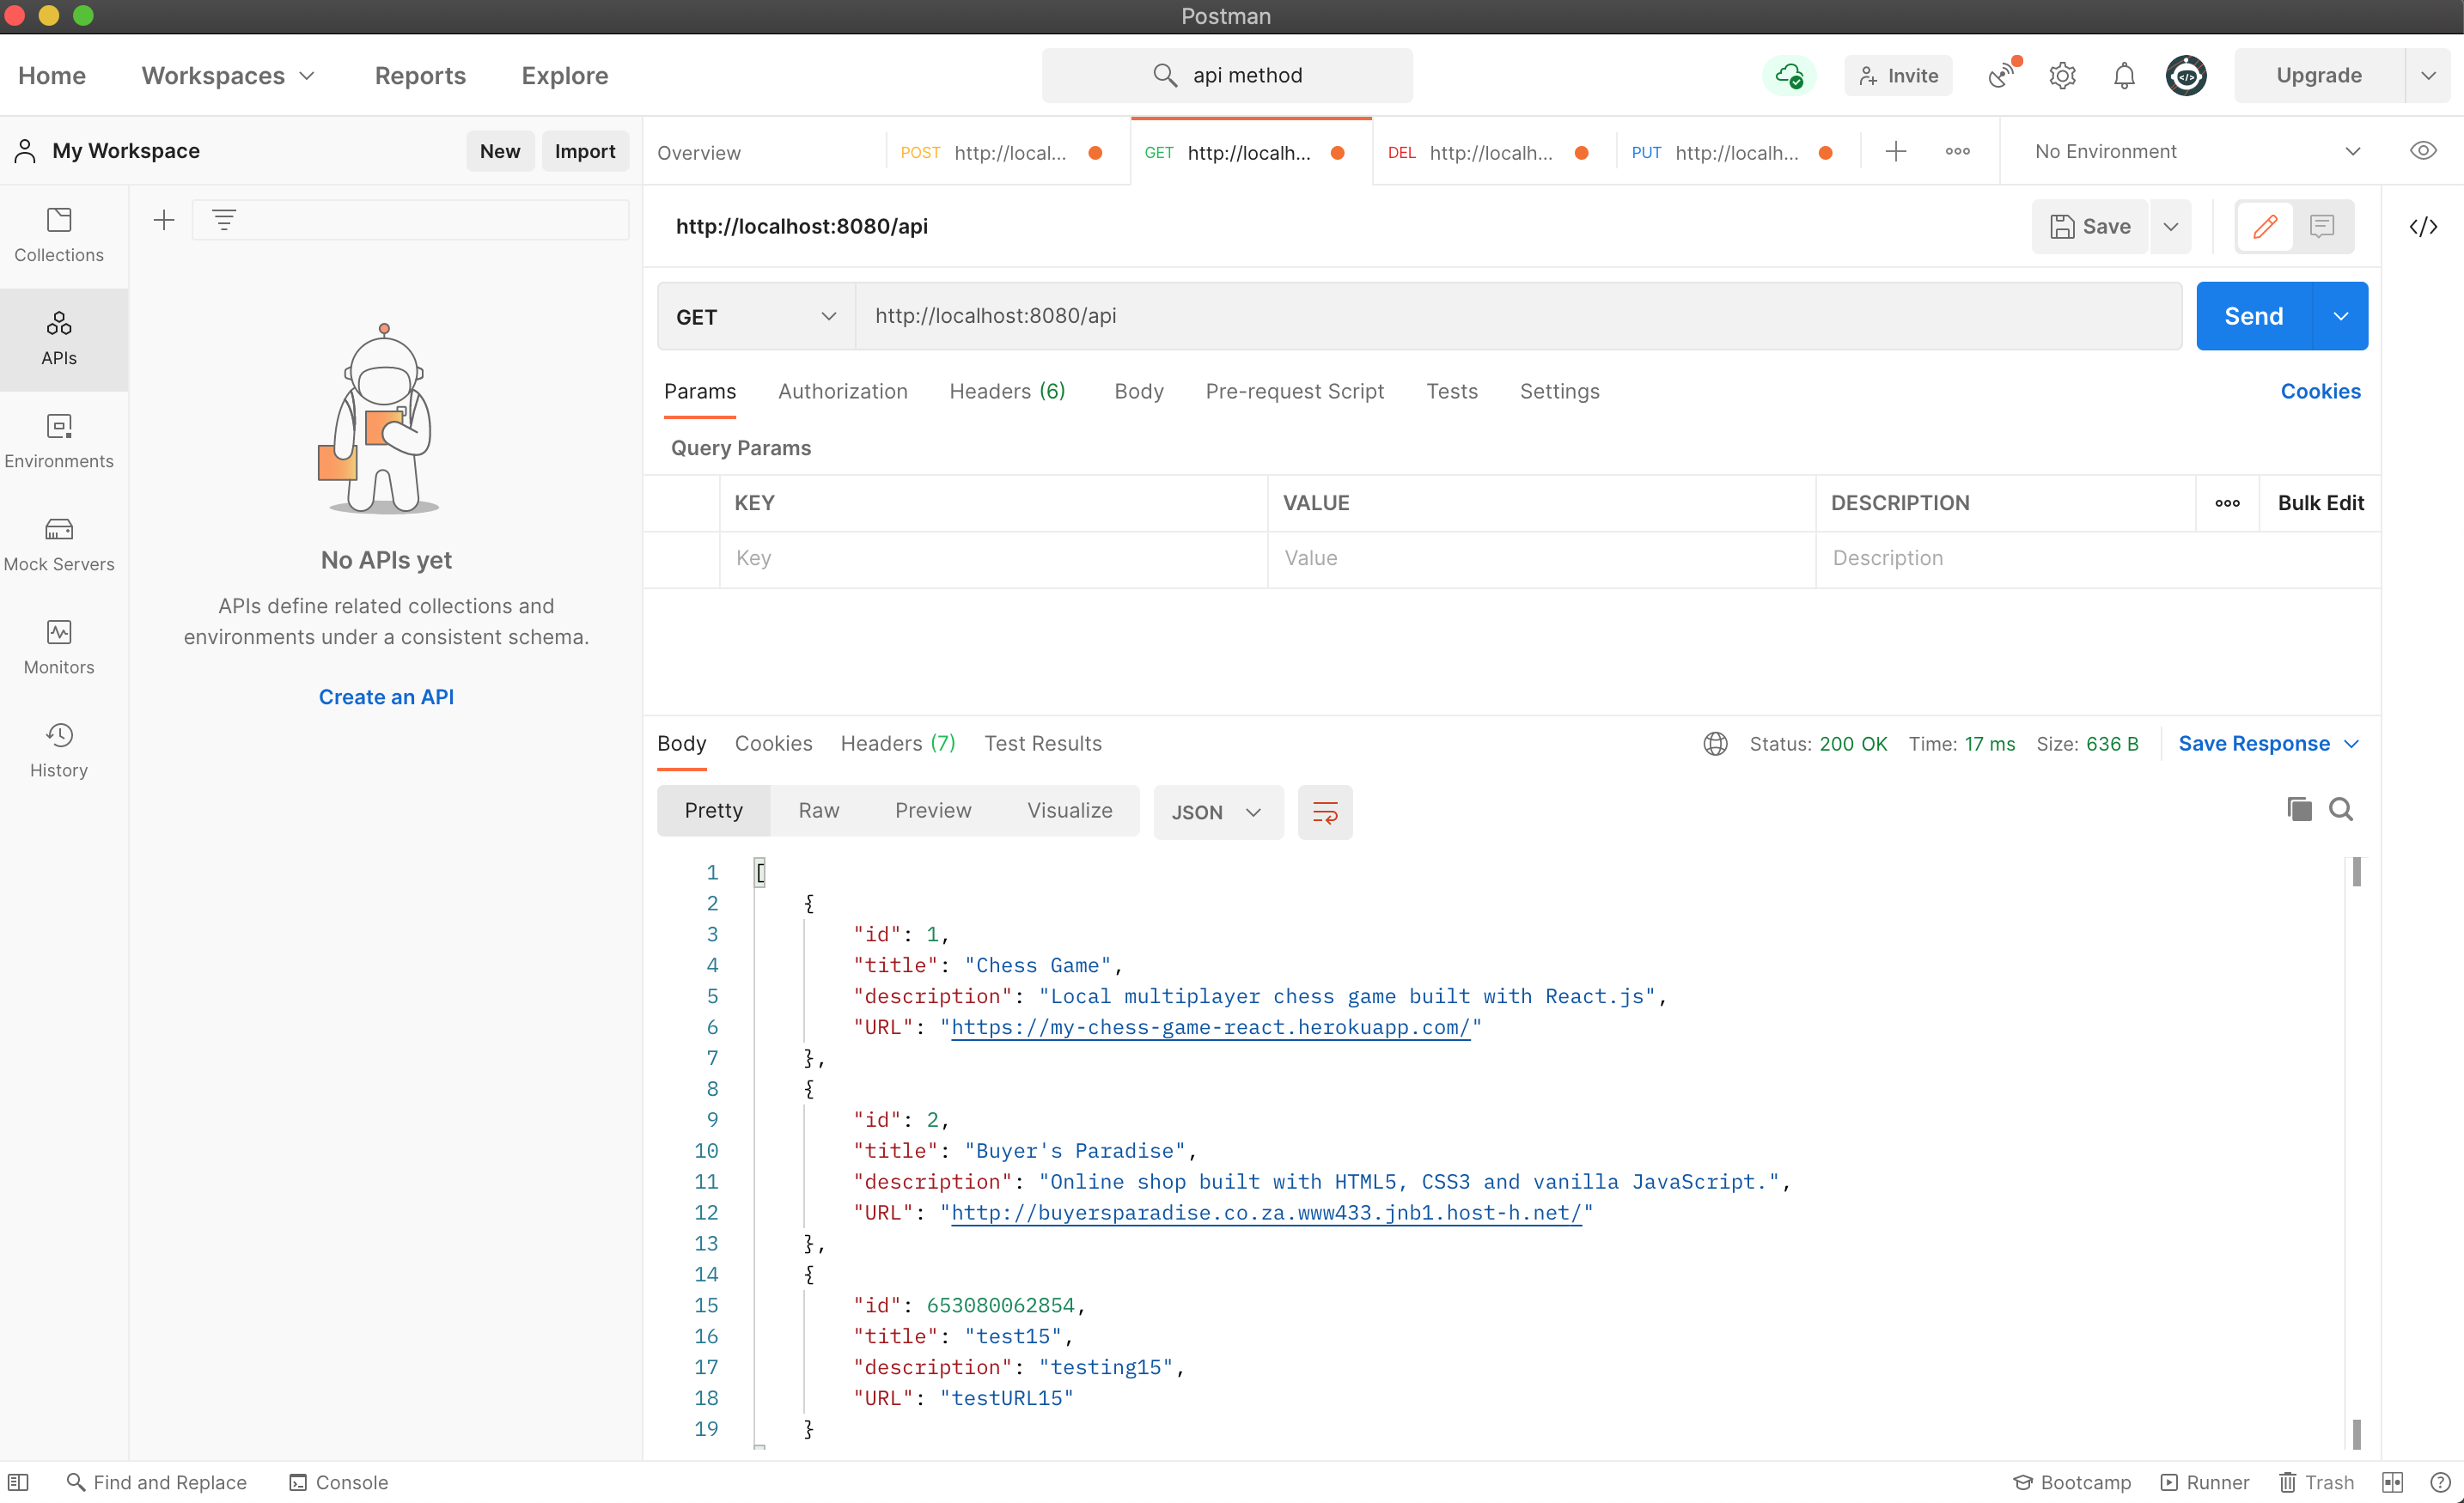 Postman
Home Workspaces Reports Explore
api method
Invite
Upgrade
My Workspace
New Import
Overview
POST http://local...
GET http://localh...
DEL http://localh...
PUT http://localh...
No Environment
Collections
APIs
Environments
Mock Servers
Monitors
History
No APIs yet
APIs define related collections and
environments under a consistent schema.
Create an API
http://localhost:8080/api
Save
GET http://localhost:8080/api
Send
Params Authorization Headers (6) Body Pre-request Script Tests Settings
Cookies
Query Params
KEY VALUE DESCRIPTION Bulk Edit
Key Value Description
Body Cookies Headers (7) Test Results
Status: 200 OK Time: 17 ms Size: 636 B
Save Response
Pretty Raw Preview Visualize JSON
1 [
2 {
3 "id": 1,
4 "title": "Chess Game",
5 "description": "Local multiplayer chess game built with React.js",
6 "URL": "https://my-chess-game-react.herokuapp.com/"
7 },
8 {
9 "id": 2,
10 "title": "Buyer's Paradise",
11 "description": "Online shop built with HTML5, CSS3 and vanilla JavaScript.",
12 "URL": "http://buyersparadise.co.za.www433.jnb1.host-h.net/"
13 },
14 {
15 "id": 653080062854,
16 "title": "test15",
17 "description": "testing15",
18 "URL": "testURL15"
19 }
Find and Replace Console
Bootcamp Runner Trash